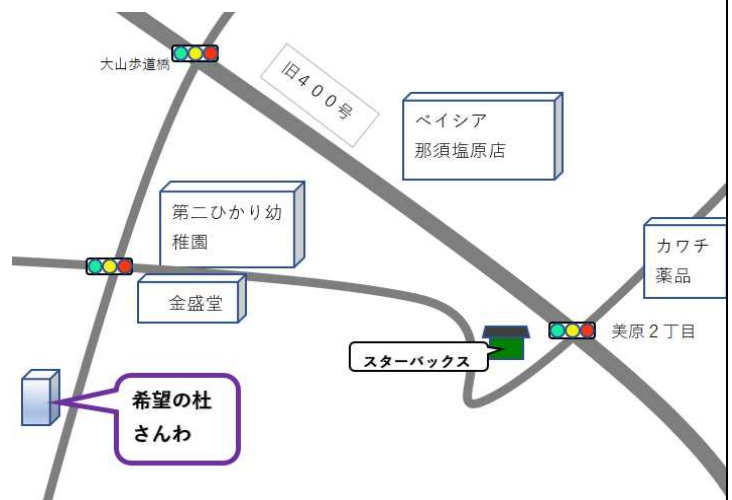 大山歩道橋
旧４００号
ベイシア
那須塩原店
第二ひかり幼
稚園
カワチ
薬品
金盛堂
美原２丁目
スターバックス
希望の杜
さんわ